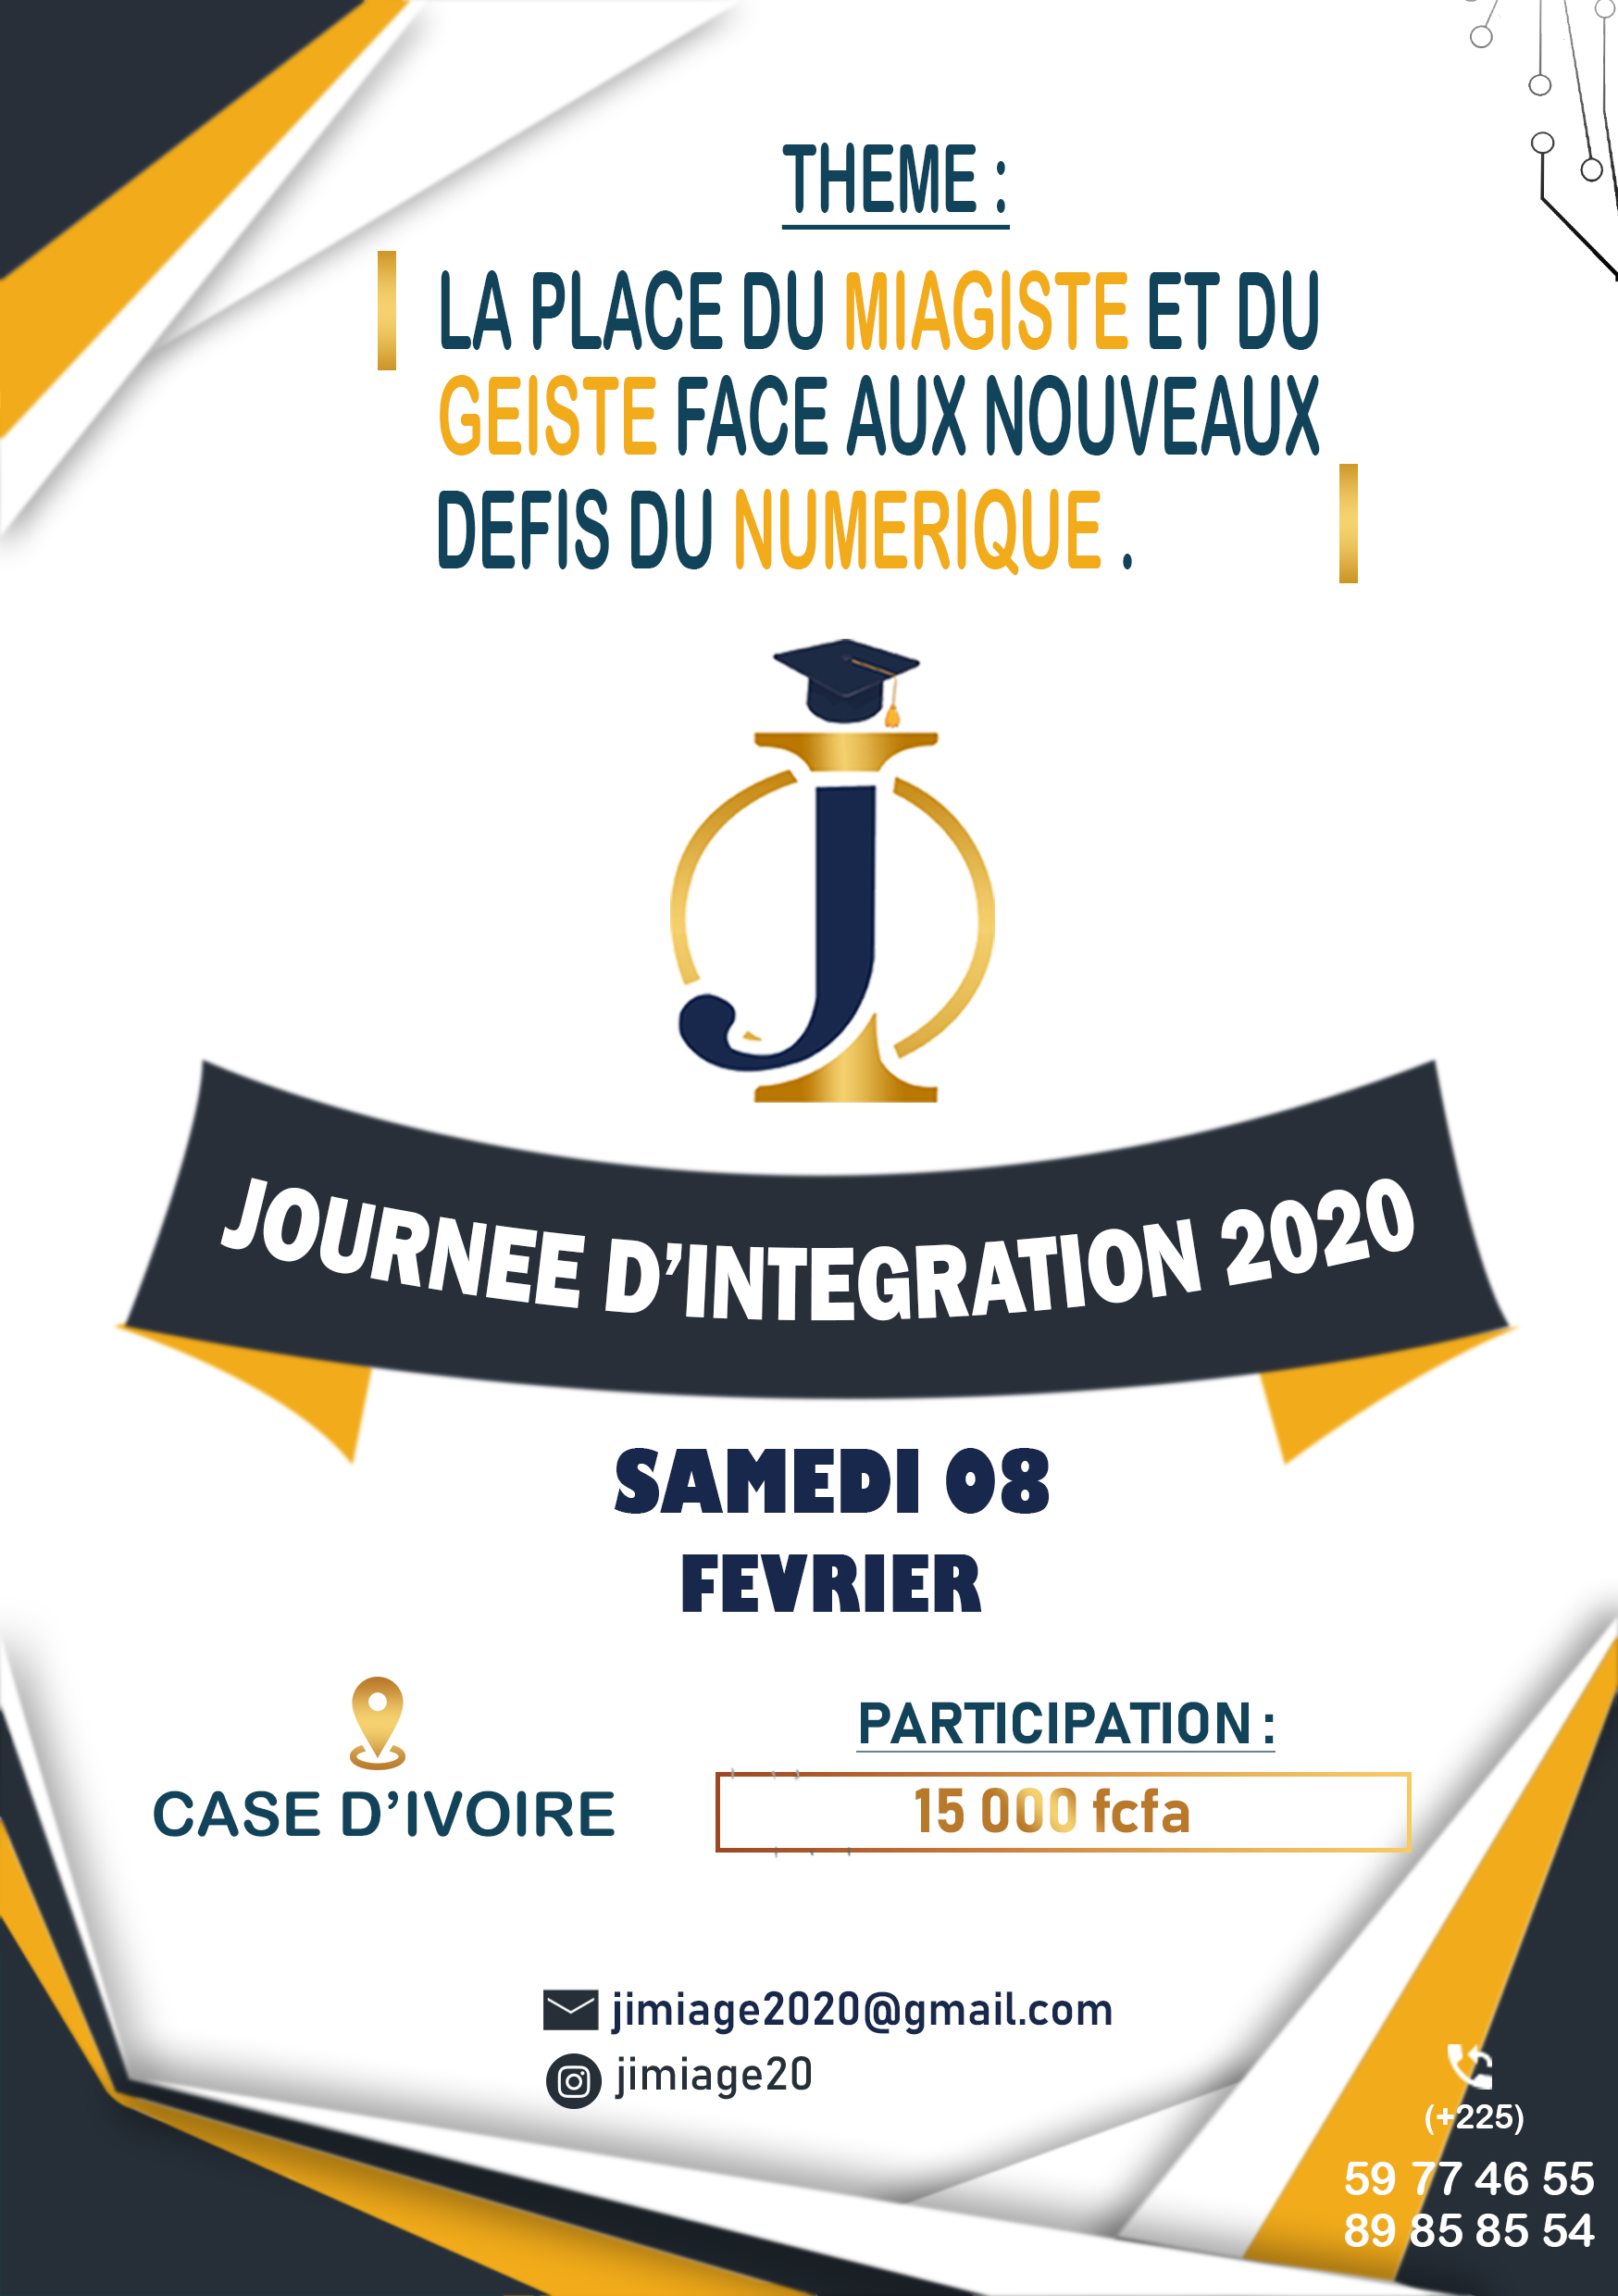 THEME :
LA PLACE DU MIAGISTE ET DU
GEISTE FACE AUX NOUVEAUX
DEFIS DU NUMERIQUE .
J
JOURNEE D'INTEGRATION 2020
SAMEDI 08
FEVRIER
CASE D'IVOIRE
PARTICIPATION :
15 000 fcfa
jimiage2020@gmail.com
jimiage20
(+225)
59 77 46 55
89 85 85 54